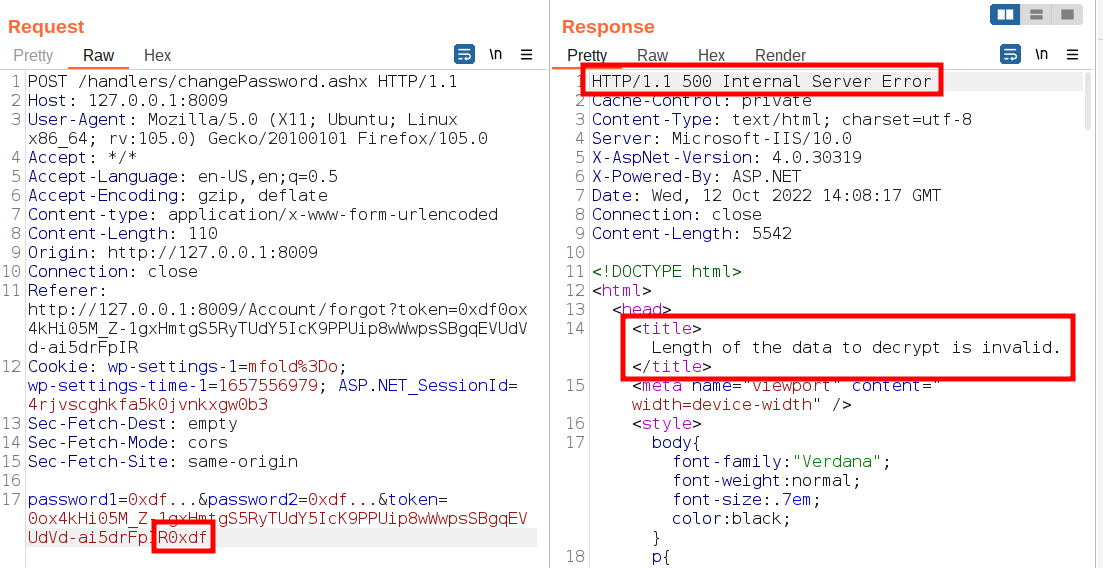 Request
Pretty Raw Hex \n
1 POST /handlers/changePassword.ashx HTTP/1.1
2 Host: 127.0.0.1:8009
3 User-Agent: Mozilla/5.0 (X11; Ubuntu; Linux
x86_64; rv:105.0) Gecko/20100101 Firefox/105.0
4 Accept: */*
5 Accept-Language: en-US,en;q=0.5
6 Accept-Encoding: gzip, deflate
7 Content-type: application/x-www-form-urlencoded
8 Content-Length: 110
9 Origin: http://127.0.0.1:8009
10 Connection: close
11 Referer:
http://127.0.0.1:8009/Account/forgot?token=0xdf0ox
4kHi05M_Z-1gxHmtgS5RyTUdY5IcK9PPUip8wWwpsSBgqEVUdV
d-ai5drFpIR
12 Cookie: wp-settings-1=mfold%3Do;
wp-settings-time-1=1657556979; ASP.NET_SessionId=
4rjvscghkfa5k0jvnkxgw0b3
13 Sec-Fetch-Dest: empty
14 Sec-Fetch-Mode: cors
15 Sec-Fetch-Site: same-origin
16
17 password1=0xdf...&password2=0xdf...&token=
0ox4kHi05M_Z-1gxHmtgS5RyTUdY5IcK9PPUip8wWwpsSBgqEV
UdVd-ai5drFpIR0xdf
Response
Pretty Raw Hex Render \n
1 HTTP/1.1 500 Internal Server Error
2 Cache-Control: private
3 Content-Type: text/html; charset=utf-8
4 Server: Microsoft-IIS/10.0
5 X-AspNet-Version: 4.0.30319
6 X-Powered-By: ASP.NET
7 Date: Wed, 12 Oct 2022 14:08:17 GMT
8 Connection: close
9 Content-Length: 5542
10
11 <!DOCTYPE html>
12 <html>
13 <head>
14 <title>
Length of the data to decrypt is invalid.
</title>
15 <meta name="viewport" content="
width=device-width" />
16 <style>
17 body{
font-family:"Verdana";
font-weight:normal;
font-size:.7em;
color:black;
}
18 p{